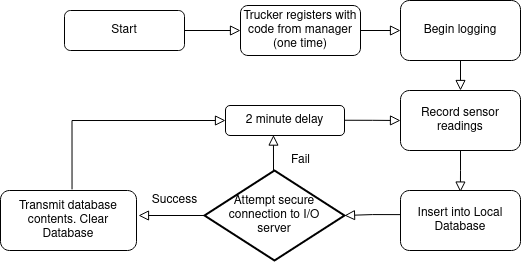 Start
Trucker registers with
code from manager
(one time)
Begin logging
2 minute delay
Record sensor
readings
Fail
Success
Transmit database
contents. Clear
Database
Attempt secure
connection to I/O
server
Insert into Local
Database